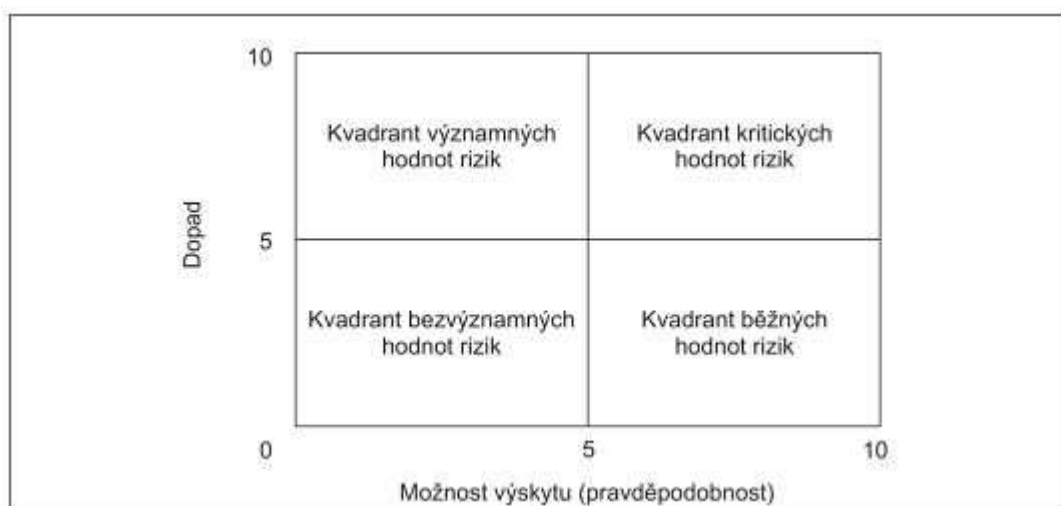 10
Kvadrant významných
hodnot rizik
Kvadrant kritických
hodnot rizik
Dopad
5
Kvadrant bezvýznamných
hodnot rizik
Kvadrant běžných
hodnot rizik
0
5
10
Možnost výskytu (pravděpodobnost)